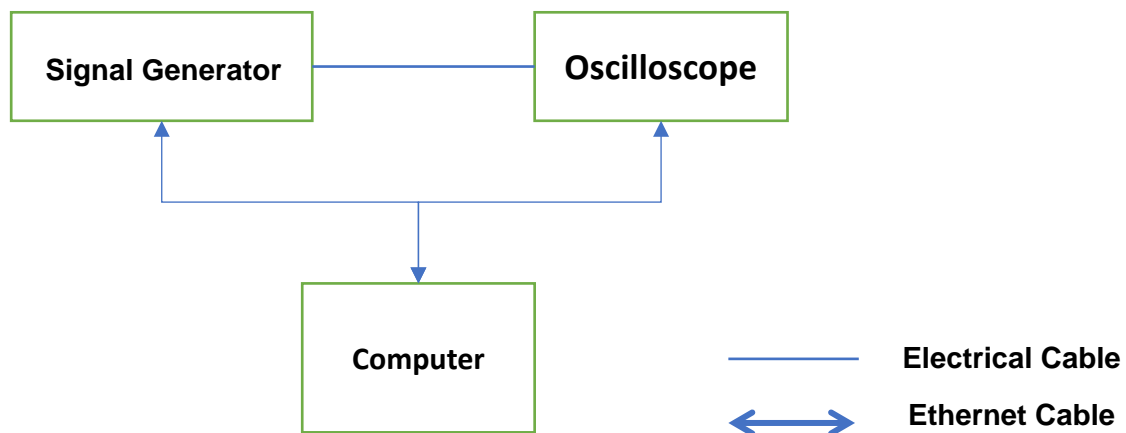 Signal Generator
Oscilloscope
Computer
Electrical Cable
Ethernet Cable